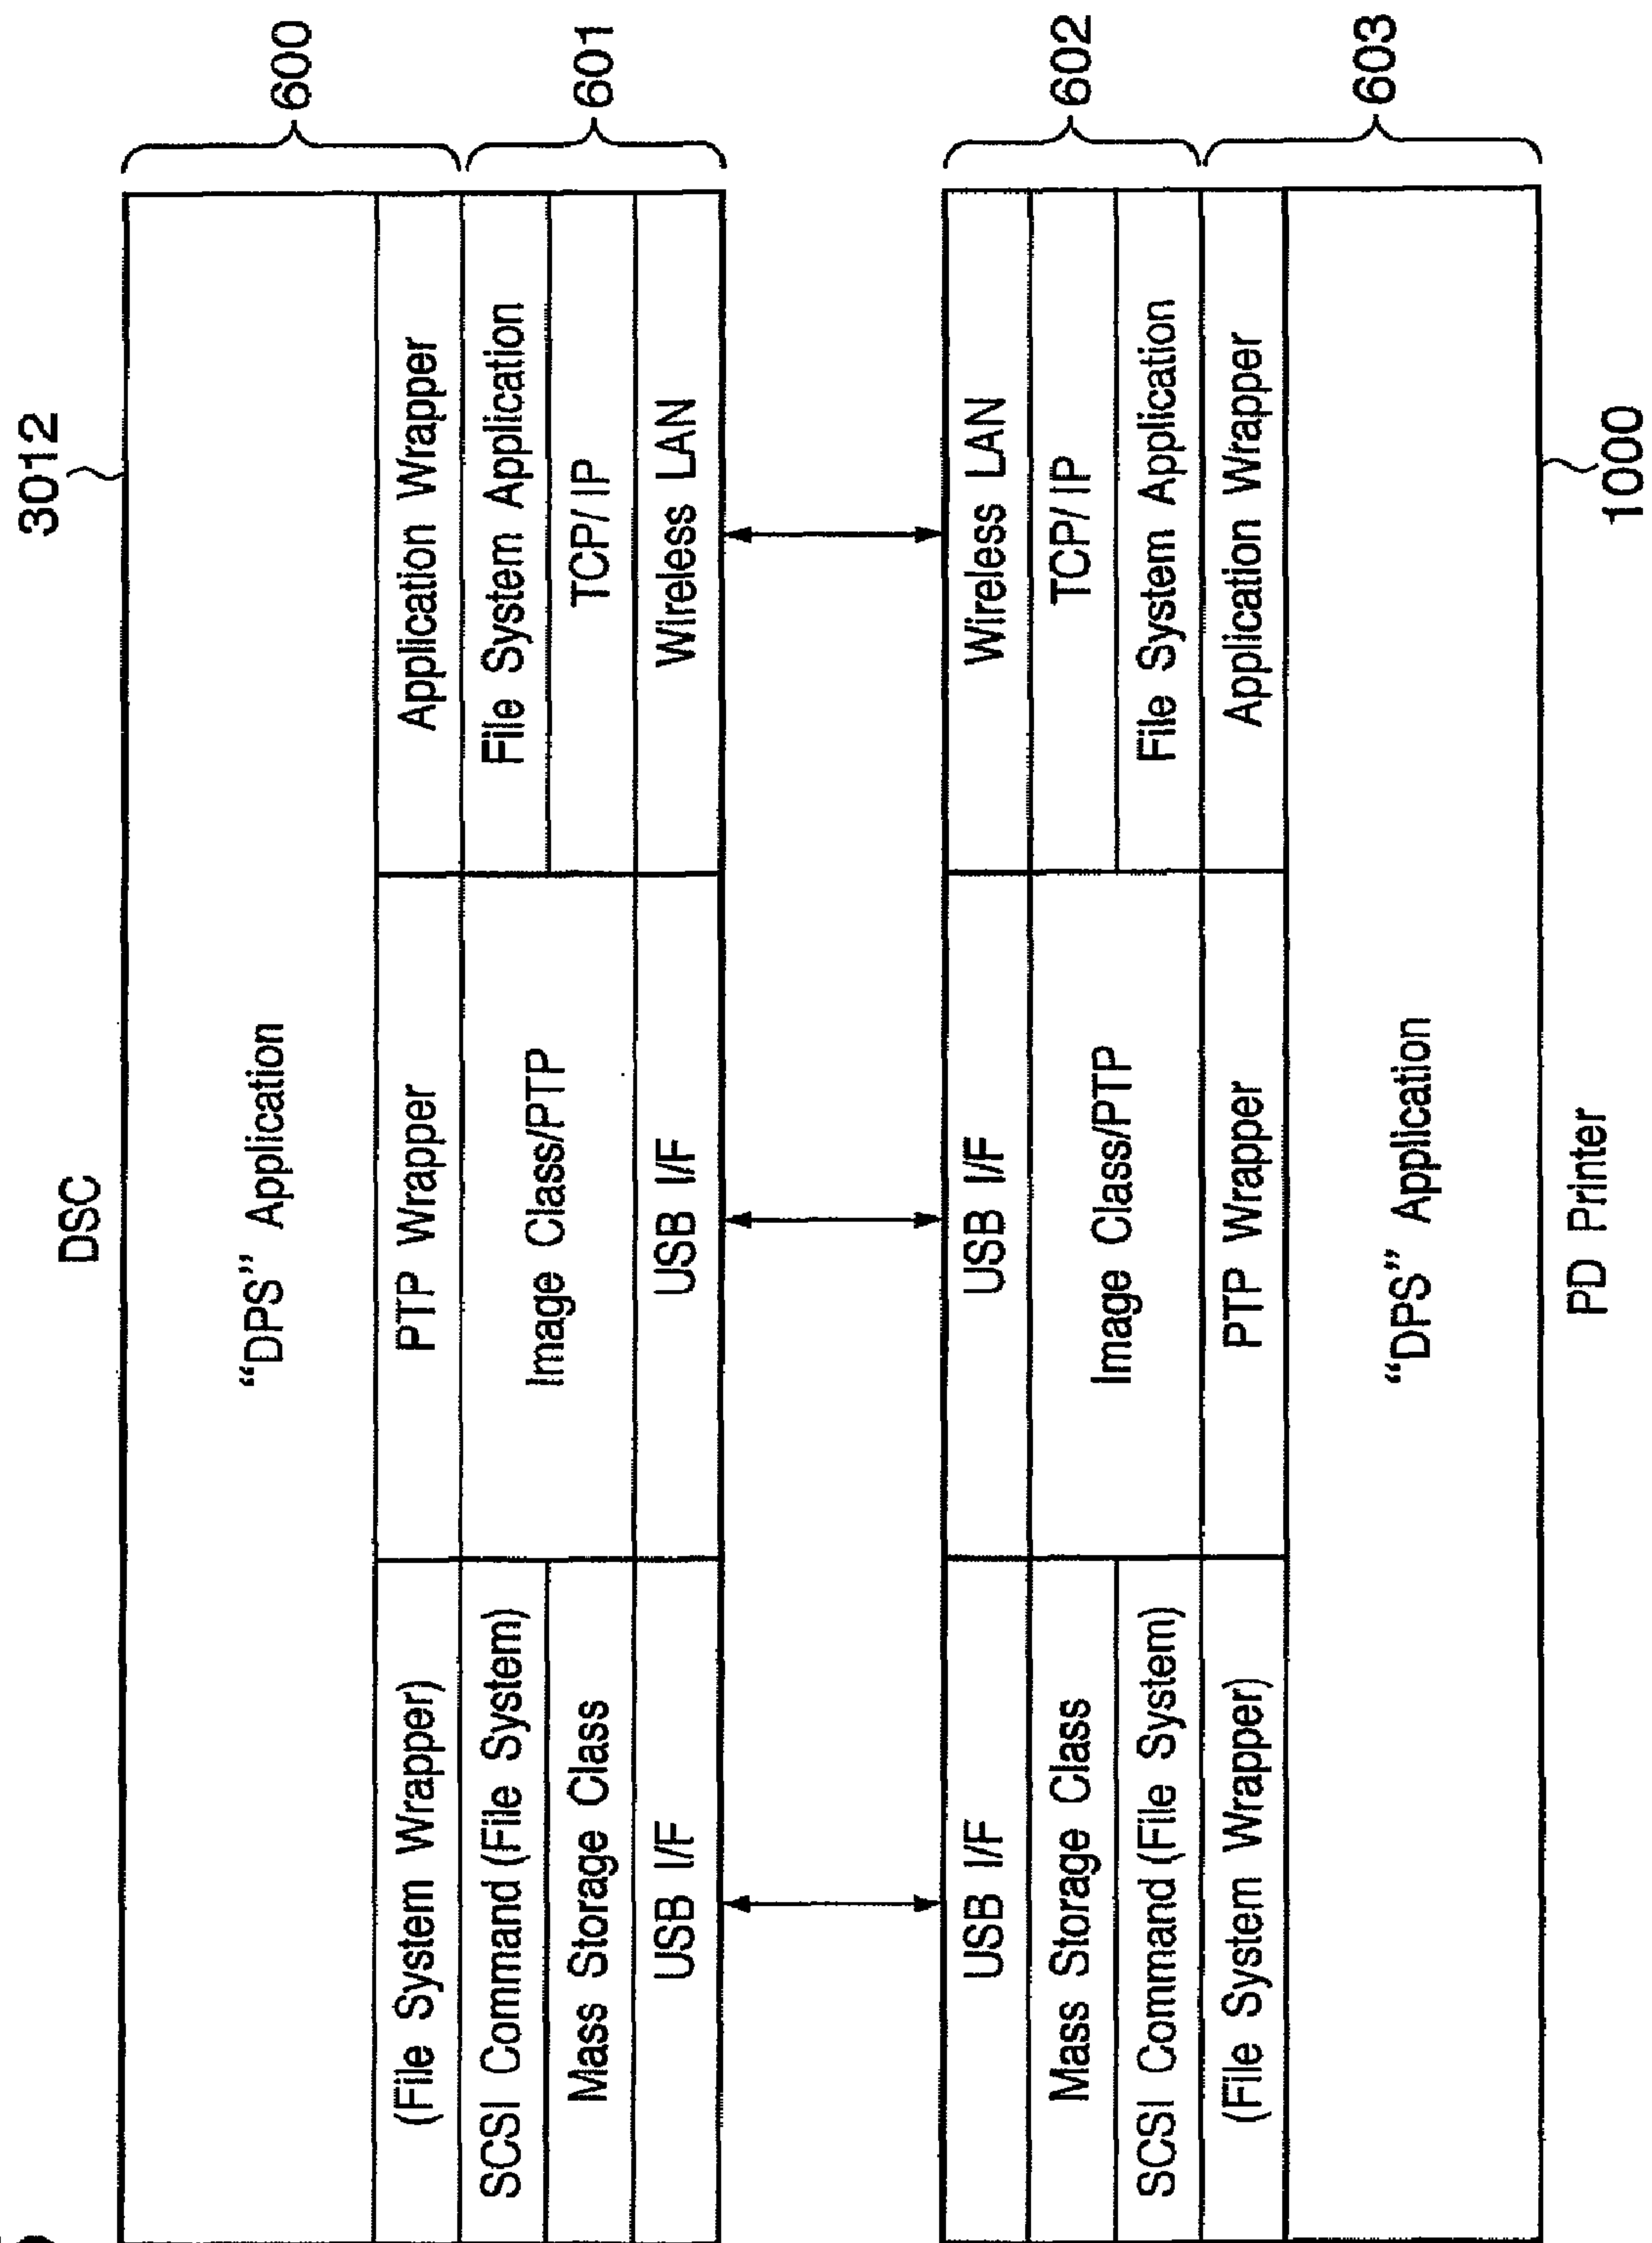 DSC
3012
"DPS" Application
600
(File System Wrapper)
PTP Wrapper
Application Wrapper
SCSI Command (File System)
Image Class/PTP
File System Application
601
Mass Storage Class
TCP/IP
USB I/F
USB I/F
Wireless LAN
USB I/F
USB I/F
Wireless LAN
Mass Storage Class
Image Class/PTP
TCP/IP
602
SCSI Command (File System)
File System Application
(File System Wrapper)
PTP Wrapper
Application Wrapper
603
"DPS" Application
PD Printer
1000